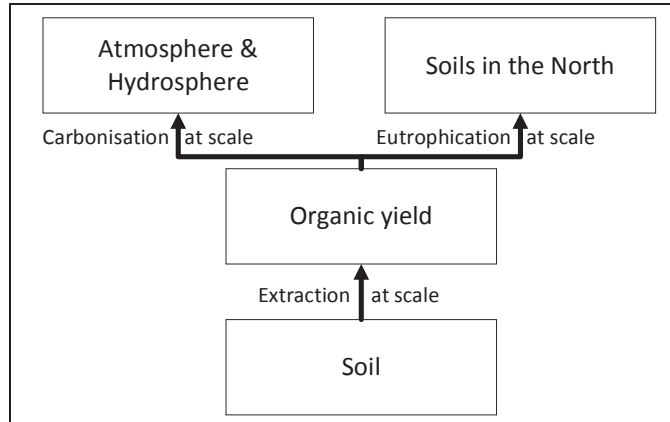 Atmosphere &
Hydrosphere
Soils in the North
Carbonisation at scale
Eutrophication at scale
Organic yield
Extraction at scale
Soil